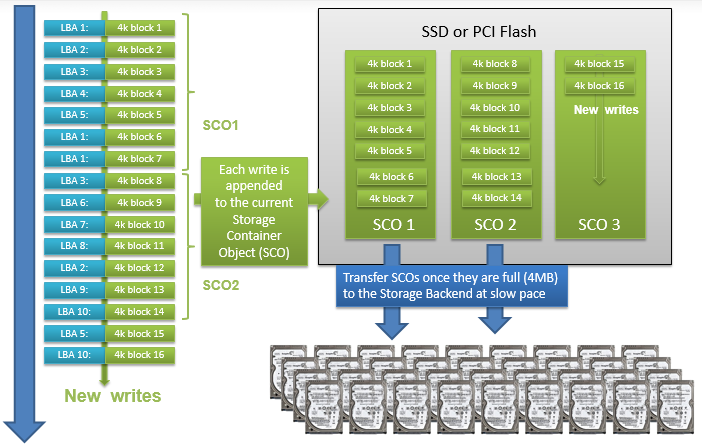 LBA 1: 4k block 1
LBA 2: 4k block 2
LBA 3: 4k block 3
LBA 4: 4k block 4
LBA 5: 4k block 5
LBA 1: 4k block 6
LBA 1: 4k block 7
LBA 3: 4k block 8
LBA 6: 4k block 9
LBA 7: 4k block 10
LBA 8: 4k block 11
LBA 2: 4k block 12
LBA 9: 4k block 13
LBA 10: 4k block 14
LBA 5: 4k block 15
LBA 10: 4k block 16
New writes
SCO1
SCO2
Each write is
appended
to the current
Storage
Container
Object (SCO)
SSD or PCI Flash
4k block 1
4k block 2
4k block 3
4k block 4
4k block 5
4k block 6
4k block 7
SCO 1
4k block 8
4k block 9
4k block 10
4k block 11
4k block 12
4k block 13
4k block 14
SCO 2
4k block 15
4k block 16
New writes
SCO 3
Transfer SCOs once they are full (4MB)
to the Storage Backend at slow pace